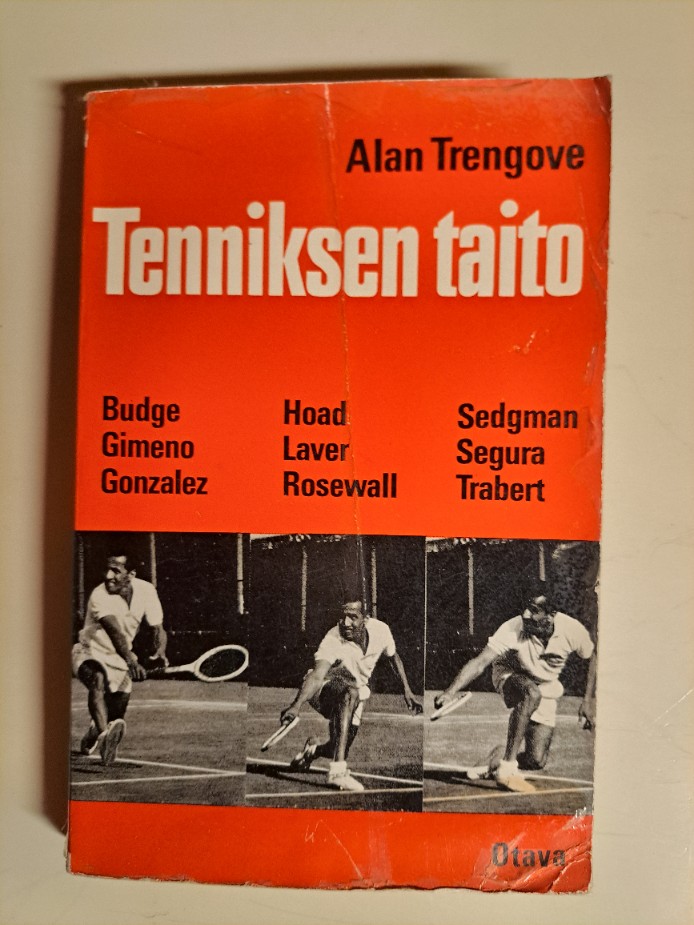 Alan Trengove
Tenniksen taito
Budge
Gimeno
Gonzalez
Hoad
Laver
Rosewall
Sedgman
Segura
Trabert
Otava